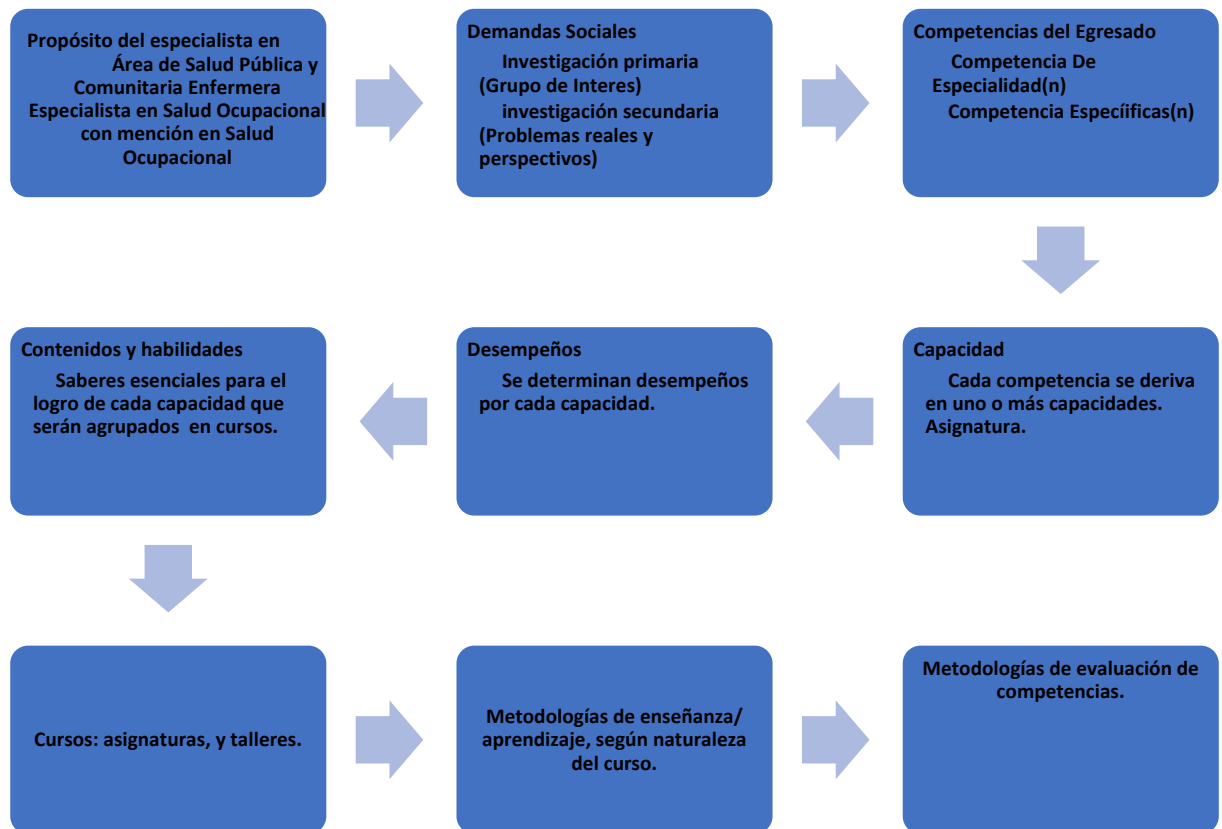 Propósito del especialista en
Área de Salud Pública y
Comunitaria Enfermera
Especialista en Salud Ocupacional
con mención en Salud
Ocupacional
Demandas Sociales
Investigación primaria
(Grupo de Interes)
investigación secundaria
(Problemas reales y
perspectivos)
Competencias del Egresado
Competencia De
Especialidad(n)
Competencia Especíificas(n)
Capacidad
Cada competencia se deriva
en uno o más capacidades.
Asignatura.
Desempeños
Se determinan desempeños
por cada capacidad.
Contenidos y habilidades
Saberes esenciales para el
logro de cada capacidad que
serán agrupados en cursos.
Cursos: asignaturas, y talleres.
Metodologías de enseñanza/
aprendizaje, según naturaleza
del curso.
Metodologías de evaluación de
competencias.